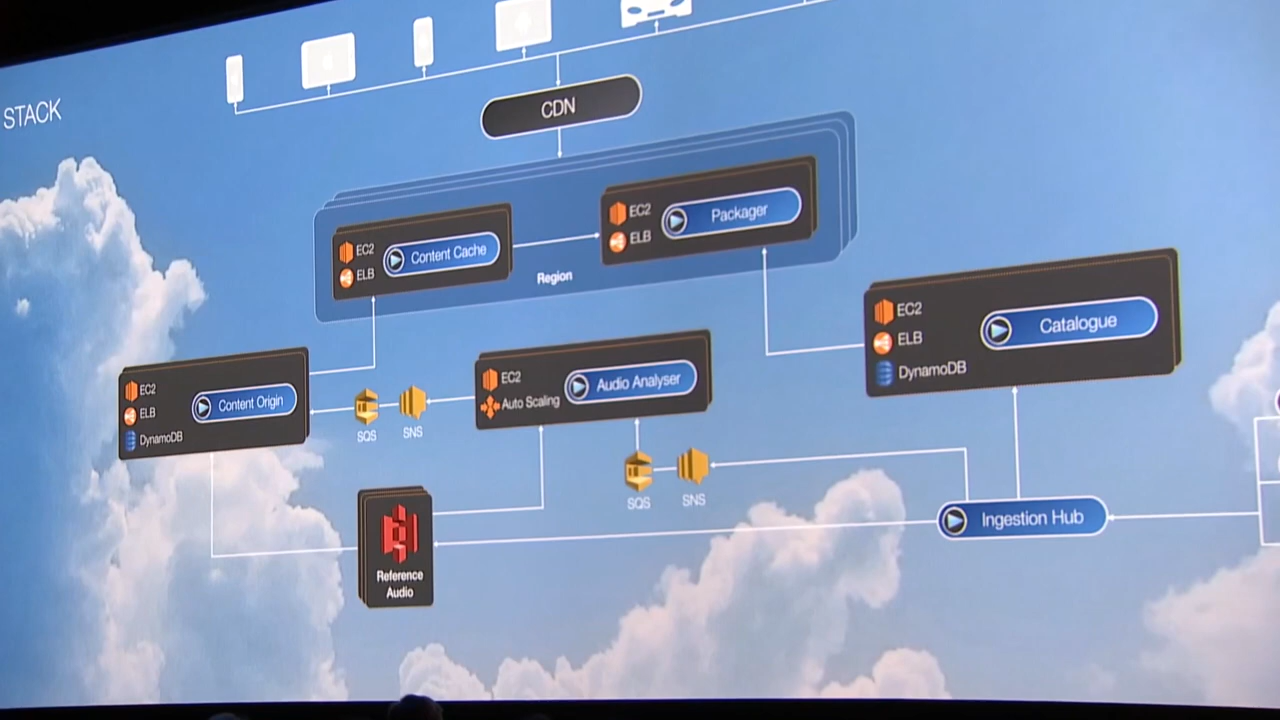 STACK
CDN
EC2
ELB
Content Cache
EC2
ELB
Packager
Region
EC2
ELB
DynamoDB
Catalogue
EC2
ELB
DynamoDB
Content Origin
SQS
SNS
EC2
Auto Scaling
Audio Analyser
SQS
SNS
Ingestion Hub
Reference
Audio